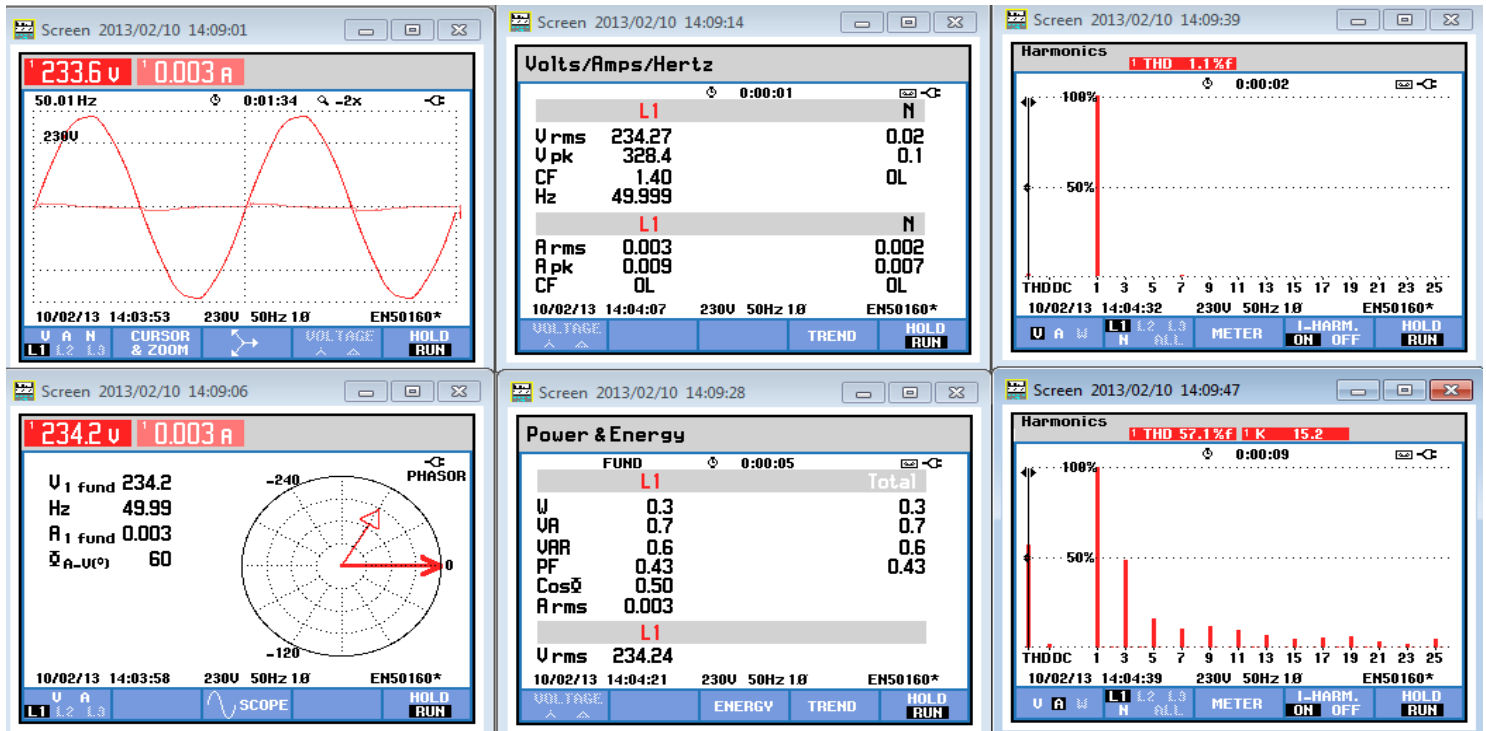 Screen 2013/02/10 14:09:01
1 233.6 V 1 0.003 A
50.01Hz 0:01:34 -2x
230V
10/02/13 14:03:53 230V 50Hz 1Ø EN50160*
V A N CURSOR VOLTAGE HOLD
L1 L2 L3 & ZOOM RUN
Screen 2013/02/10 14:09:14
Volts/Amps/Hertz
0:00:01
L1 N
V rms 234.27 0.02
V pk 328.4 0.1
CF 1.40 OL
Hz 49.999
L1 N
A rms 0.003 0.002
A pk 0.009 0.007
CF OL OL
10/02/13 14:04:07 230V 50Hz 1Ø EN50160*
VOLTAGE TREND HOLD
RUN
Screen 2013/02/10 14:09:39
Harmonics
1 THD 1.1%f
0:00:02
100%
50%
THDDC 1 3 5 7 9 11 13 15 17 19 21 23 25
10/02/13 14:04:32 230V 50Hz 1Ø EN50160*
V A W L1 L2 L3 METER I-HARM. HOLD
N ALL ON OFF RUN
Screen 2013/02/10 14:09:06
1 234.2 V 1 0.003 A
PHASOR
V1 fund 234.2
Hz 49.99
A1 fund 0.003
Φ A-V(°) 60
-240
0
-120
10/02/13 14:03:58 230V 50Hz 1Ø EN50160*
V A SCOPE HOLD
L1 L2 L3 RUN
Screen 2013/02/10 14:09:28
Power & Energy
FUND 0:00:05
L1 Total
W 0.3 0.3
VA 0.7 0.7
VAR 0.6 0.6
PF 0.43 0.43
CosΦ 0.50
A rms 0.003
L1
V rms 234.24
10/02/13 14:04:21 230V 50Hz 1Ø EN50160*
VOLTAGE ENERGY TREND HOLD
RUN
Screen 2013/02/10 14:09:47
Harmonics
1 THD 57.1%f 1 K 15.2
0:00:09
100%
50%
THDDC 1 3 5 7 9 11 13 15 17 19 21 23 25
10/02/13 14:04:39 230V 50Hz 1Ø EN50160*
V A W L1 L2 L3 METER I-HARM. HOLD
N ALL ON OFF RUN